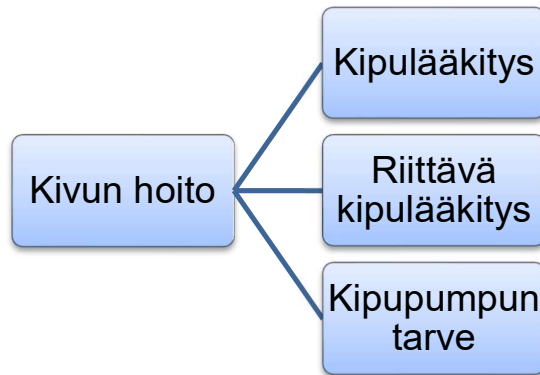 Kipulääkitys
Kivun hoito
Riittävä
kipulääkitys
Kipupumpun
tarve